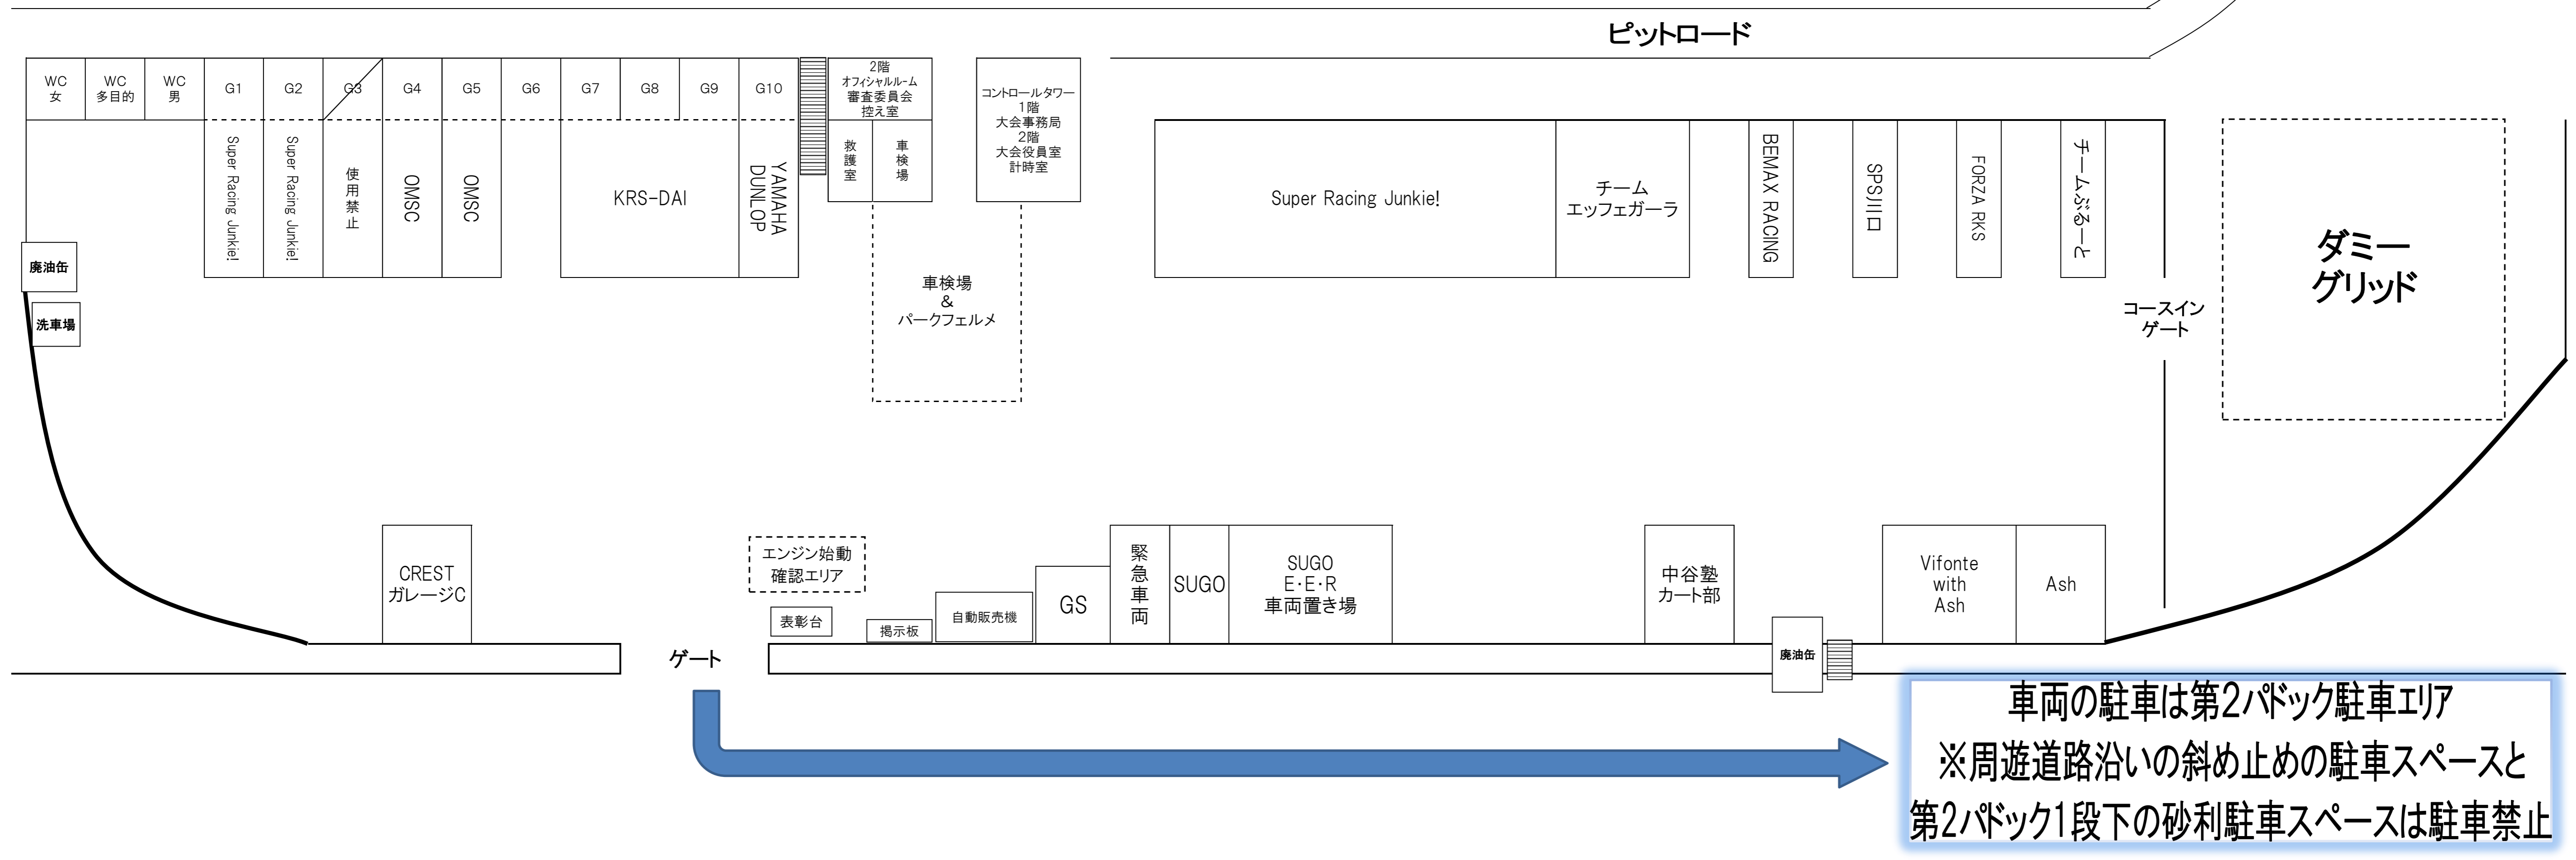 ピットロード
WC
女
WC
多目的
WC
男
G1
G2
G3
G4
G5
G6
G7
G8
G9
G10
2階
オフィシャルルーム
審査委員会
控え室
コントロールタワー
1階
大会事務局
2階
大会役員室
計時室
Super Racing Junkie!
Super Racing Junkie!
使用禁止
OMSC
OMSC
KRS-DAI
YAMAHA
DUNLOP
救護室
車検場
Super Racing Junkie!
チーム
エッフェガーラ
BEMAX RACING
SPS川口
FORZA RKS
チームぶるーと
ダミー
グリッド
廃油缶
洗車場
車検場
&
パークフェルメ
コースイン
ゲート
CREST
ガレージC
エンジン始動
確認エリア
表彰台
掲示板
自動販売機
GS
緊急車両
SUGO
SUGO
E・E・R
車両置き場
中谷塾
カート部
Vifonte
with
Ash
Ash
ゲート
廃油缶
車両の駐車は第2パドック駐車エリア
※周遊道路沿いの斜め止めの駐車スペースと
第2パドック1段下の砂利駐車スペースは駐車禁止